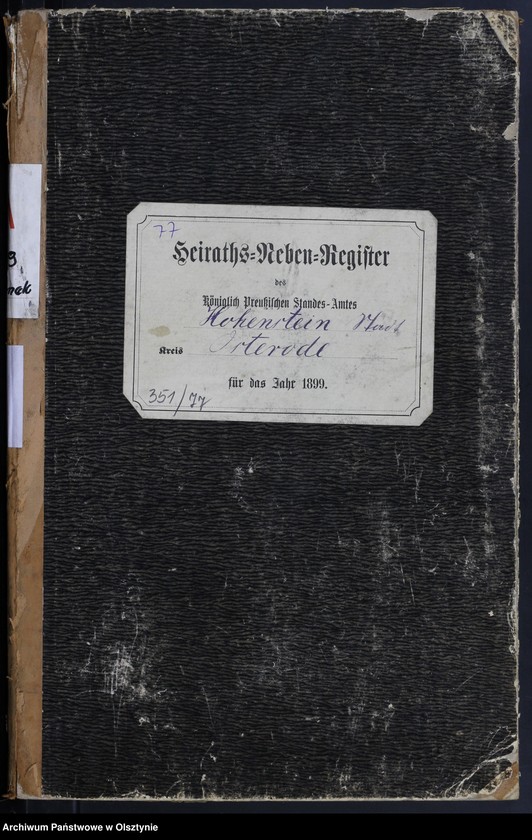 77
Heiraths=Neben=Register
des
Königlich Preußischen Standes=Amtes
Hohenstein Stadt
Kreis Osterode
für das Jahr 1899.
351/77
3
Archiwum Państwowe w Olsztynie